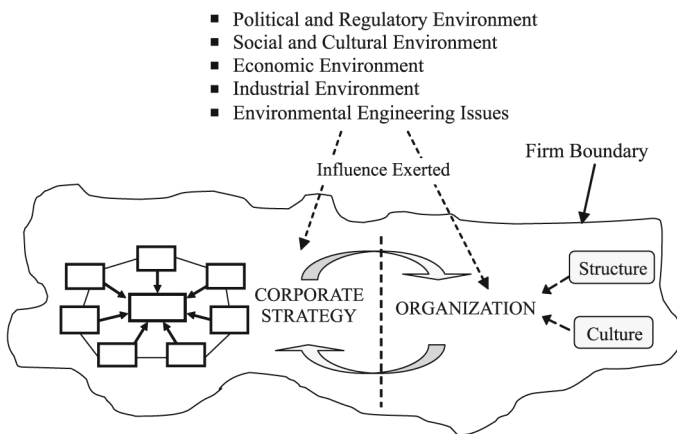 ▪ Political and Regulatory Environment
▪ Social and Cultural Environment
▪ Economic Environment
▪ Industrial Environment
▪ Environmental Engineering Issues
Influence Exerted
Firm Boundary
Structure
CORPORATE
STRATEGY
ORGANIZATION
Culture